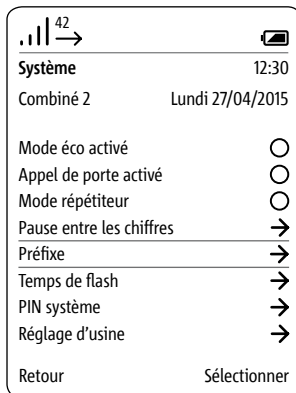 42
Système 12:30
Combiné 2 Lundi 27/04/2015
Mode éco activé
Appel de porte activé
Mode répétiteur
Pause entre les chiffres
Préfixe
Temps de flash
PIN système
Réglage d'usine
Retour Sélectionner